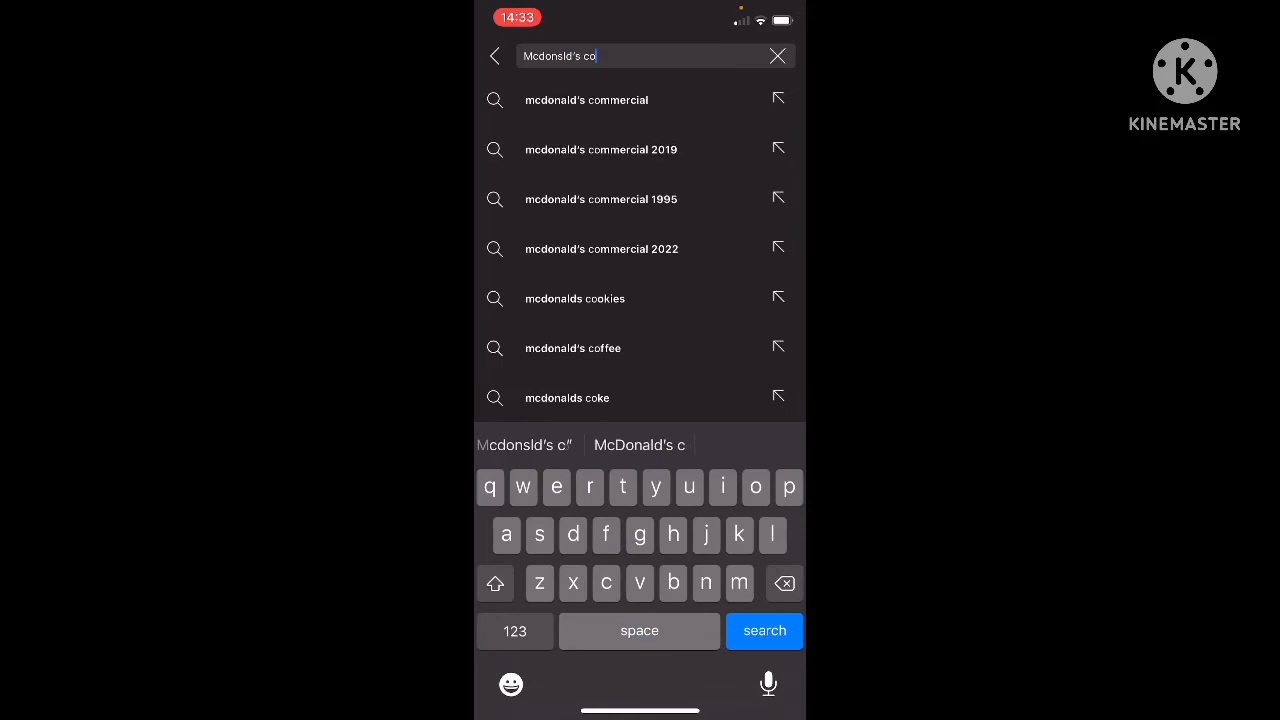 14:33
Mcdonsld's co
mcdonald's commercial
mcdonald's commercial 2019
mcdonald's commercial 1995
mcdonald's commercial 2022
mcdonalds cookies
mcdonald's coffee
mcdonalds coke
Mcdonsld's c" McDonald's c
q w e r t y u i o p
a s d f g h j k l
z x c v b n m
123 space search
K
KINEMASTER